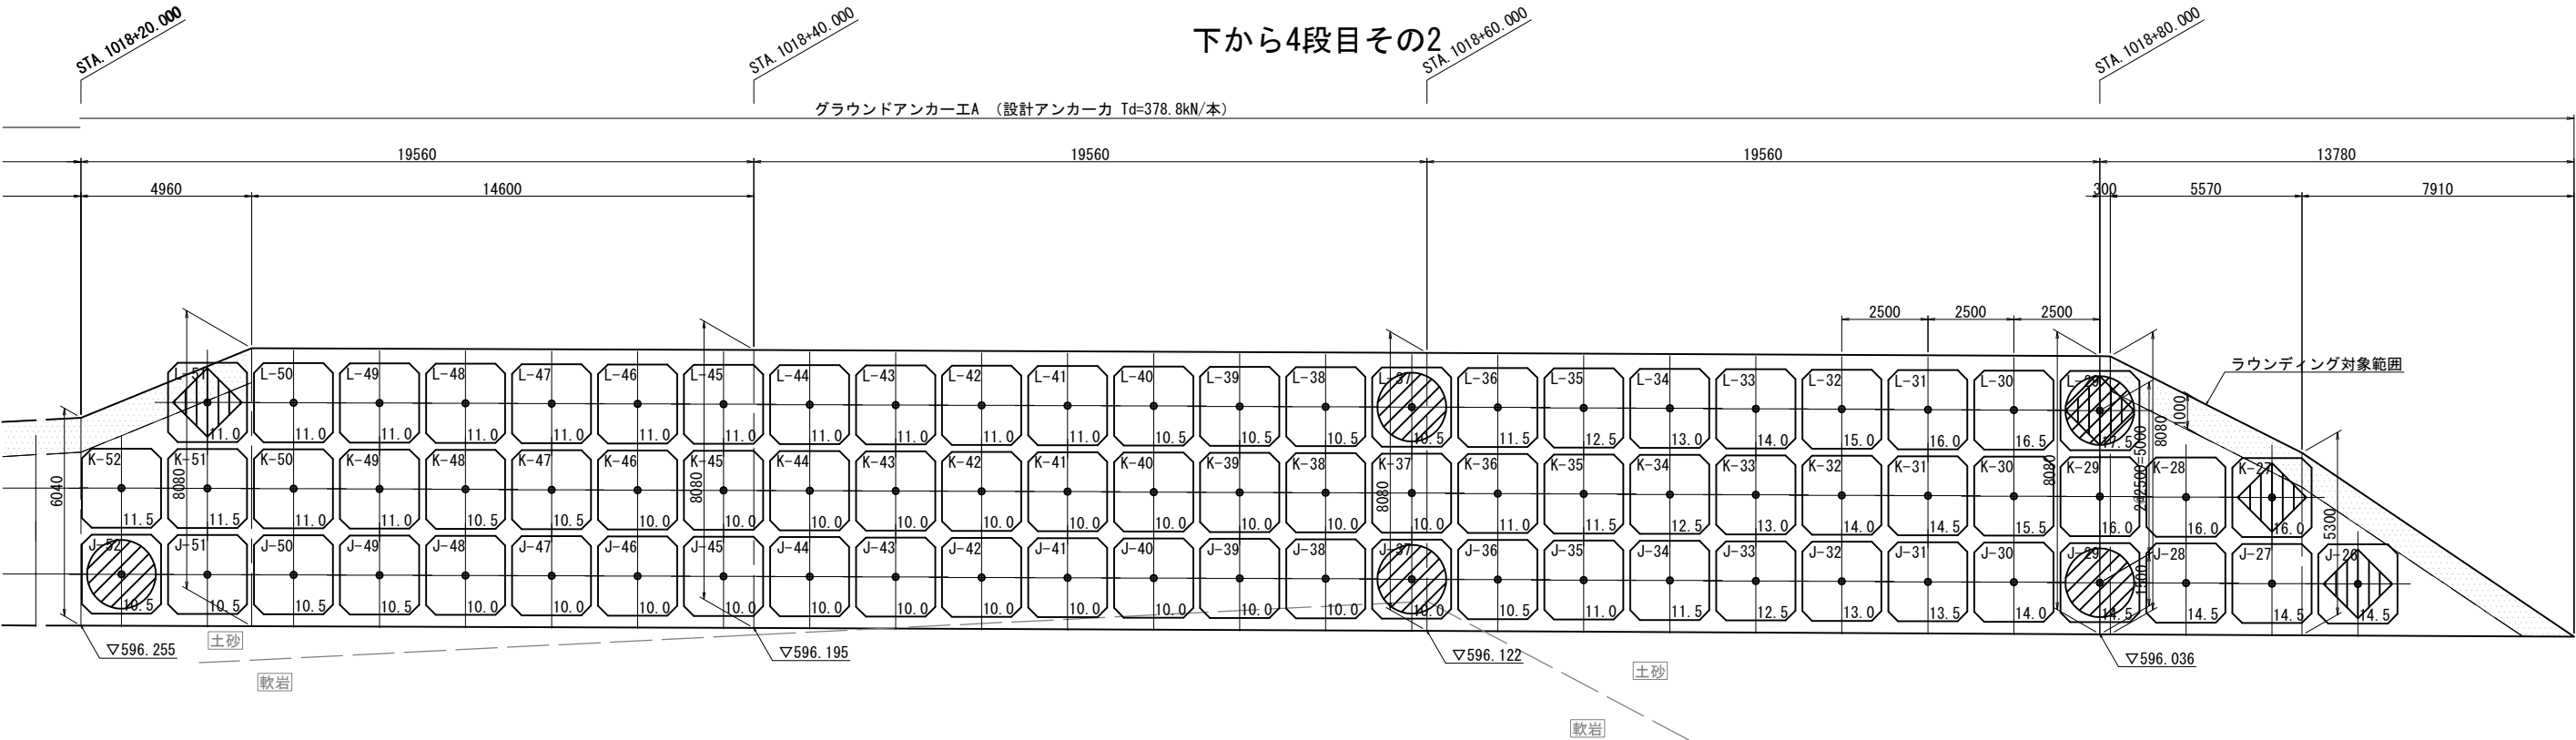 下から4段目その2
STA.1018+20.000
STA.1018+40.000
STA.1018+60.000
STA.1018+80.000
グラウンドアンカー工A （設計アンカー力 Td=378.8kN/本）
19560 19560 19560 13780
4960 14600 300 5570 7910
2500 2500 2500
ラウンディング対象範囲
L-51 L-50 L-49 L-48 L-47 L-46 L-45 L-44 L-43 L-42 L-41 L-40 L-39 L-38 L-37 L-36 L-35 L-34 L-33 L-32 L-31 L-30 L-29
11.0 11.0 11.0 11.0 11.0 11.0 11.0 11.0 11.0 11.0 11.0 10.5 10.5 10.5 10.5 11.5 12.5 13.0 14.0 15.0 16.0 16.5 17.5
1000
8080
2@2500=5000
K-52 K-51 K-50 K-49 K-48 K-47 K-46 K-45 K-44 K-43 K-42 K-41 K-40 K-39 K-38 K-37 K-36 K-35 K-34 K-33 K-32 K-31 K-30 K-29 K-28 K-27
6040 8080 8080 8080 8080 5300
11.5 11.5 11.0 11.0 10.5 10.5 10.0 10.0 10.0 10.0 10.0 10.0 10.0 10.0 10.0 10.0 11.0 11.5 12.5 13.0 14.0 14.5 15.5 16.0 16.0 16.0
J-52 J-51 J-50 J-49 J-48 J-47 J-46 J-45 J-44 J-43 J-42 J-41 J-40 J-39 J-38 J-37 J-36 J-35 J-34 J-33 J-32 J-31 J-30 J-29 J-28 J-27 J-26
1500
10.5 10.5 10.5 10.5 10.0 10.0 10.0 10.0 10.0 10.0 10.0 10.0 10.0 10.0 10.0 10.0 10.5 11.0 11.5 12.5 13.0 13.5 14.0 14.5 14.5 14.5 14.5
▽596.255
土砂
▽596.195
▽596.122
▽596.036
軟岩
土砂
軟岩